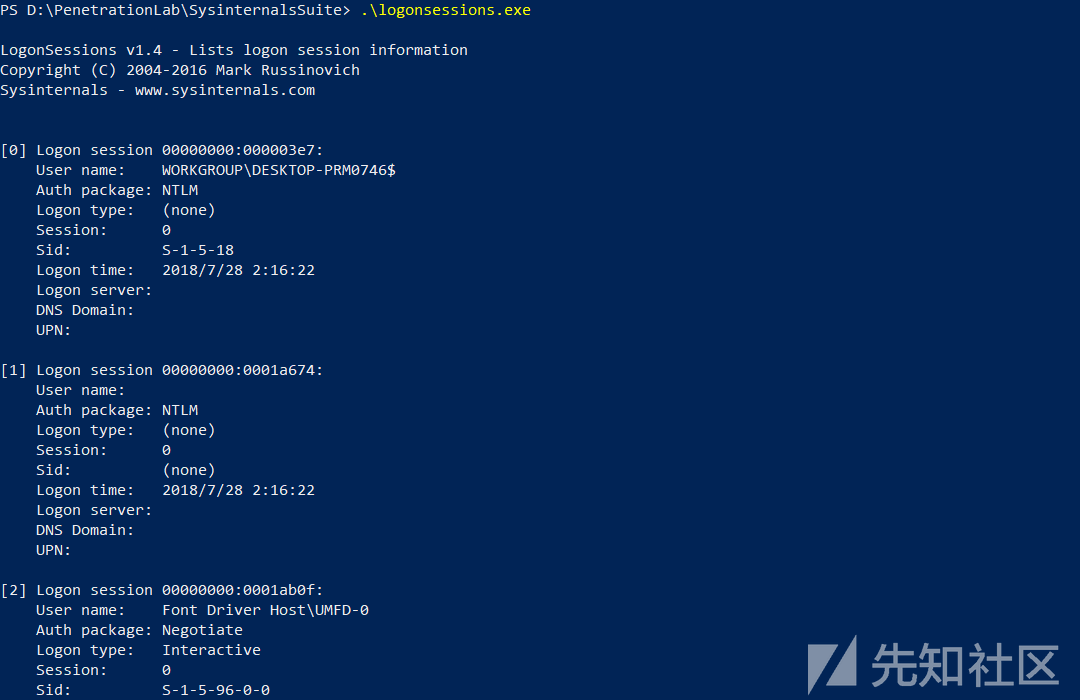 PS D:\PenetrationLab\SysinternalsSuite> .\logonsessions.exe
LogonSessions v1.4 - Lists logon session information
Copyright (C) 2004-2016 Mark Russinovich
Sysinternals - www.sysinternals.com
[0] Logon session 00000000:000003e7:
User name: WORKGROUP\DESKTOP-PRM0746$
Auth package: NTLM
Logon type: (none)
Session: 0
Sid: S-1-5-18
Logon time: 2018/7/28 2:16:22
Logon server:
DNS Domain:
UPN:
[1] Logon session 00000000:0001a674:
User name:
Auth package: NTLM
Logon type: (none)
Session: 0
Sid: (none)
Logon time: 2018/7/28 2:16:22
Logon server:
DNS Domain:
UPN:
[2] Logon session 00000000:0001ab0f:
User name: Font Driver Host\UMFD-0
Auth package: Negotiate
Logon type: Interactive
Session: 0
Sid: S-1-5-96-0-0
先知社区